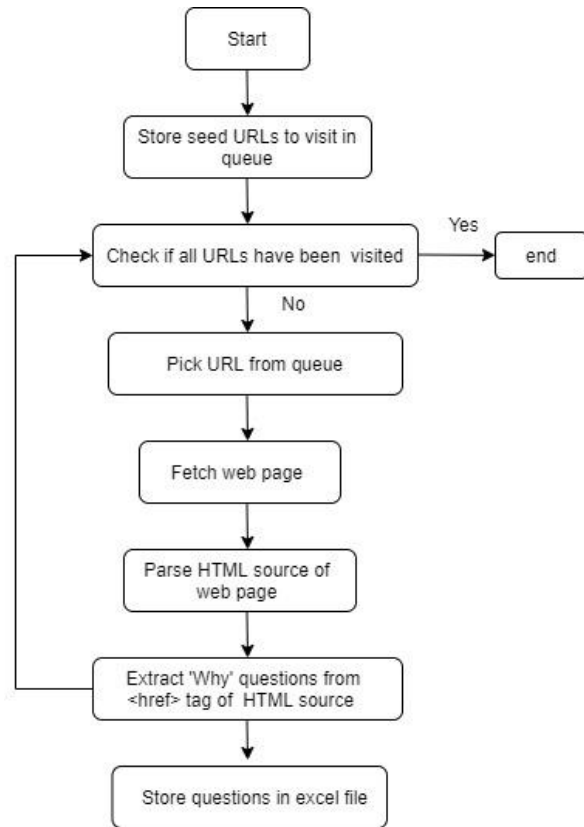 Start
Store seed URLs to visit in
queue
Check if all URLs have been visited
Yes
end
No
Pick URL from queue
Fetch web page
Parse HTML source of
web page
Extract 'Why' questions from
<href> tag of HTML source
Store questions in excel file